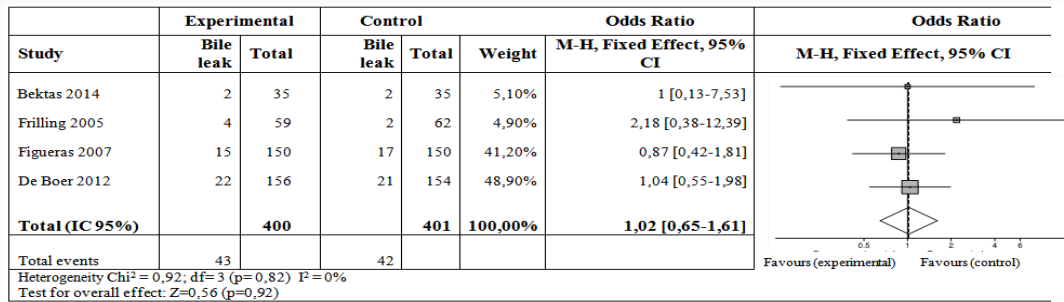 Experimental Control Odds Ratio Odds Ratio
Study Bile leak Total Bile leak Total Weight M-H, Fixed Effect, 95% CI M-H, Fixed Effect, 95% CI
Bektas 2014 2 35 2 35 5,10% 1 [0,13-7,53]
Frilling 2005 4 59 2 62 4,90% 2,18 [0,38-12,39]
Figueras 2007 15 150 17 150 41,20% 0,87 [0,42-1,81]
De Boer 2012 22 156 21 154 48,90% 1,04 [0,55-1,98]
Total (IC 95%) 400 401 100,00% 1,02 [0,65-1,61]
0,5 1 2 4 6
Total events 43 42 Favours (experimental) Favours (control)
Heterogeneity Chi² = 0,92; df= 3 (p= 0,82) I² = 0%
Test for overall effect: Z=0,56 (p=0,92)